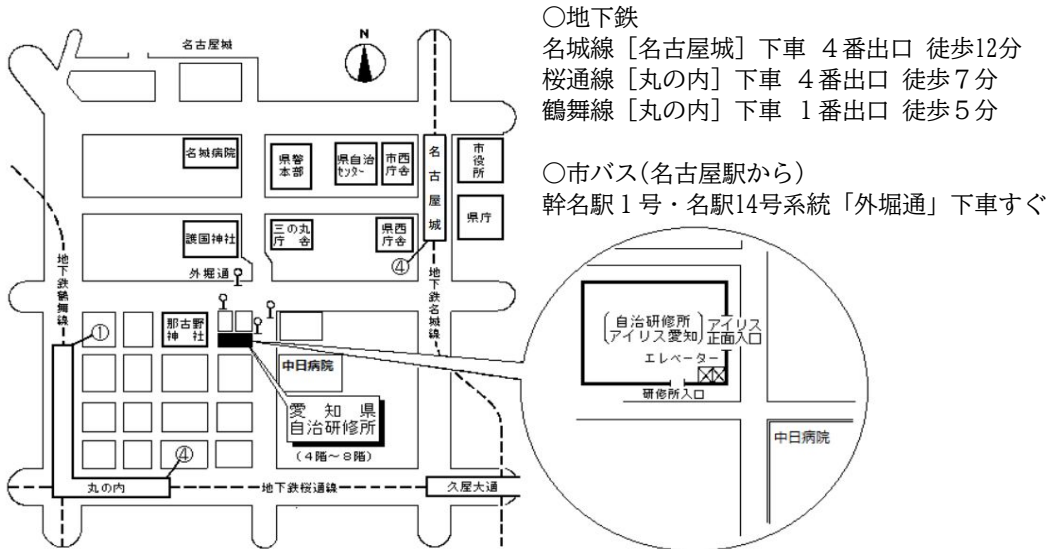 ○地下鉄
名城線［名古屋城］下車 ４番出口 徒歩12分
桜通線［丸の内］下車 ４番出口 徒歩７分
鶴舞線［丸の内］下車 １番出口 徒歩５分
○市バス(名古屋駅から)
幹名駅１号・名駅14号系統「外堀通」下車すぐ
名古屋城
N
名城病院
県警
本部
県自治
センター
市西
庁舎
名古屋城
市役所
護国神社
三の丸
庁舎
県西
庁舎
県庁
④
外堀通
地下鉄鶴舞線
地下鉄名城線
①
那古野
神社
中日病院
愛知県
自治研修所
(４階～８階)
④
丸の内
地下鉄桜通線
久屋大通
自治研修所
アイリス愛知
アイリス
正面入口
エレベーター
研修所入口
中日病院